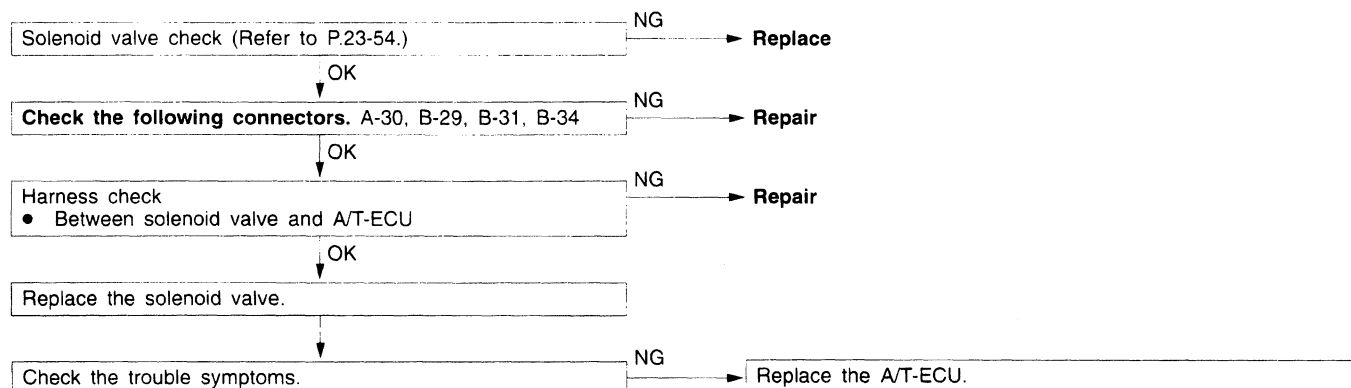 NG
Solenoid valve check (Refer to P.23-54.)
Replace
OK
NG
Check the following connectors. A-30, B-29, B-31, B-34
Repair
OK
NG
Harness check
Repair
● Between solenoid valve and A/T-ECU
OK
Replace the solenoid valve.
NG
Check the trouble symptoms.
Replace the A/T-ECU.